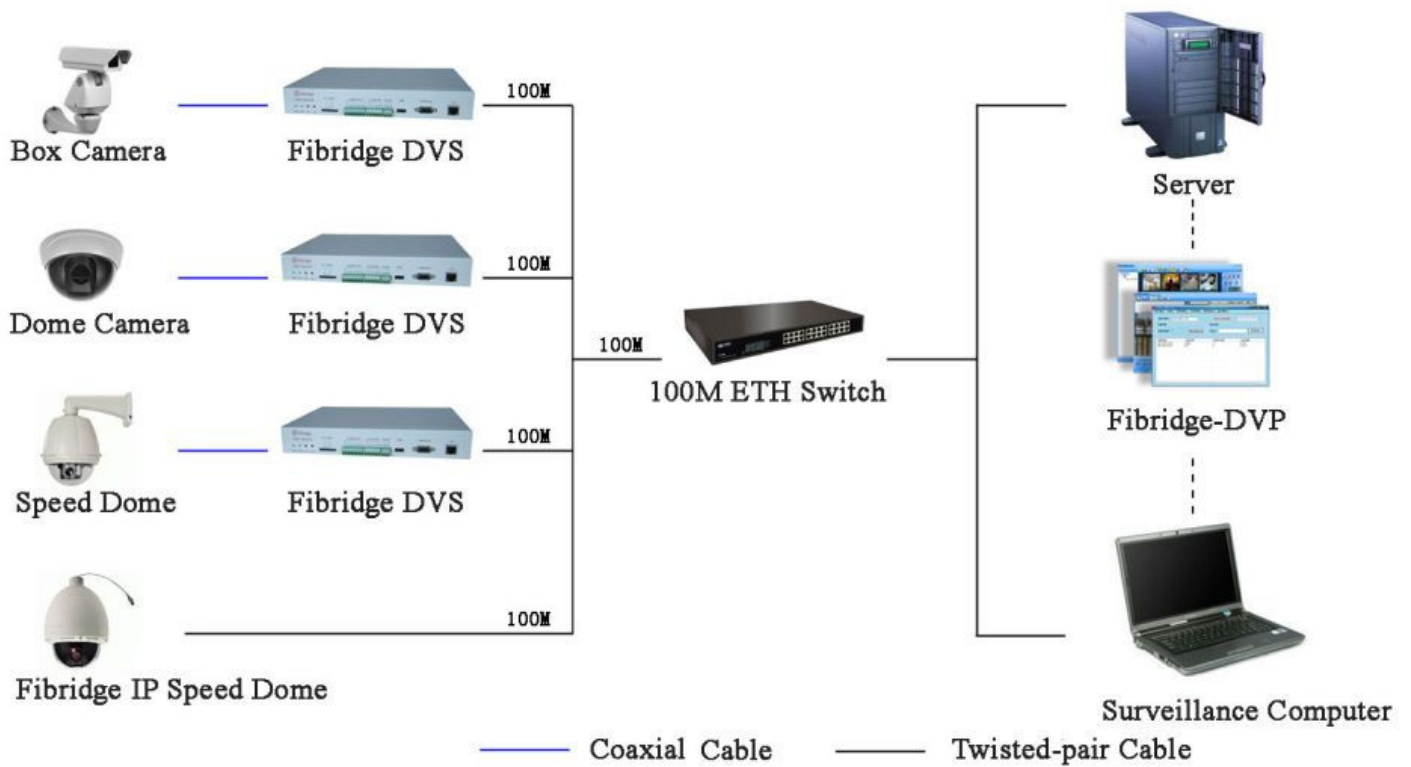 100M
Box Camera
Fibridge DVS
Server
100M
Dome Camera
Fibridge DVS
100M
100M ETH Switch
Fibridge-DVP
100M
Speed Dome
Fibridge DVS
100M
Fibridge IP Speed Dome
Surveillance Computer
Coaxial Cable
Twisted-pair Cable